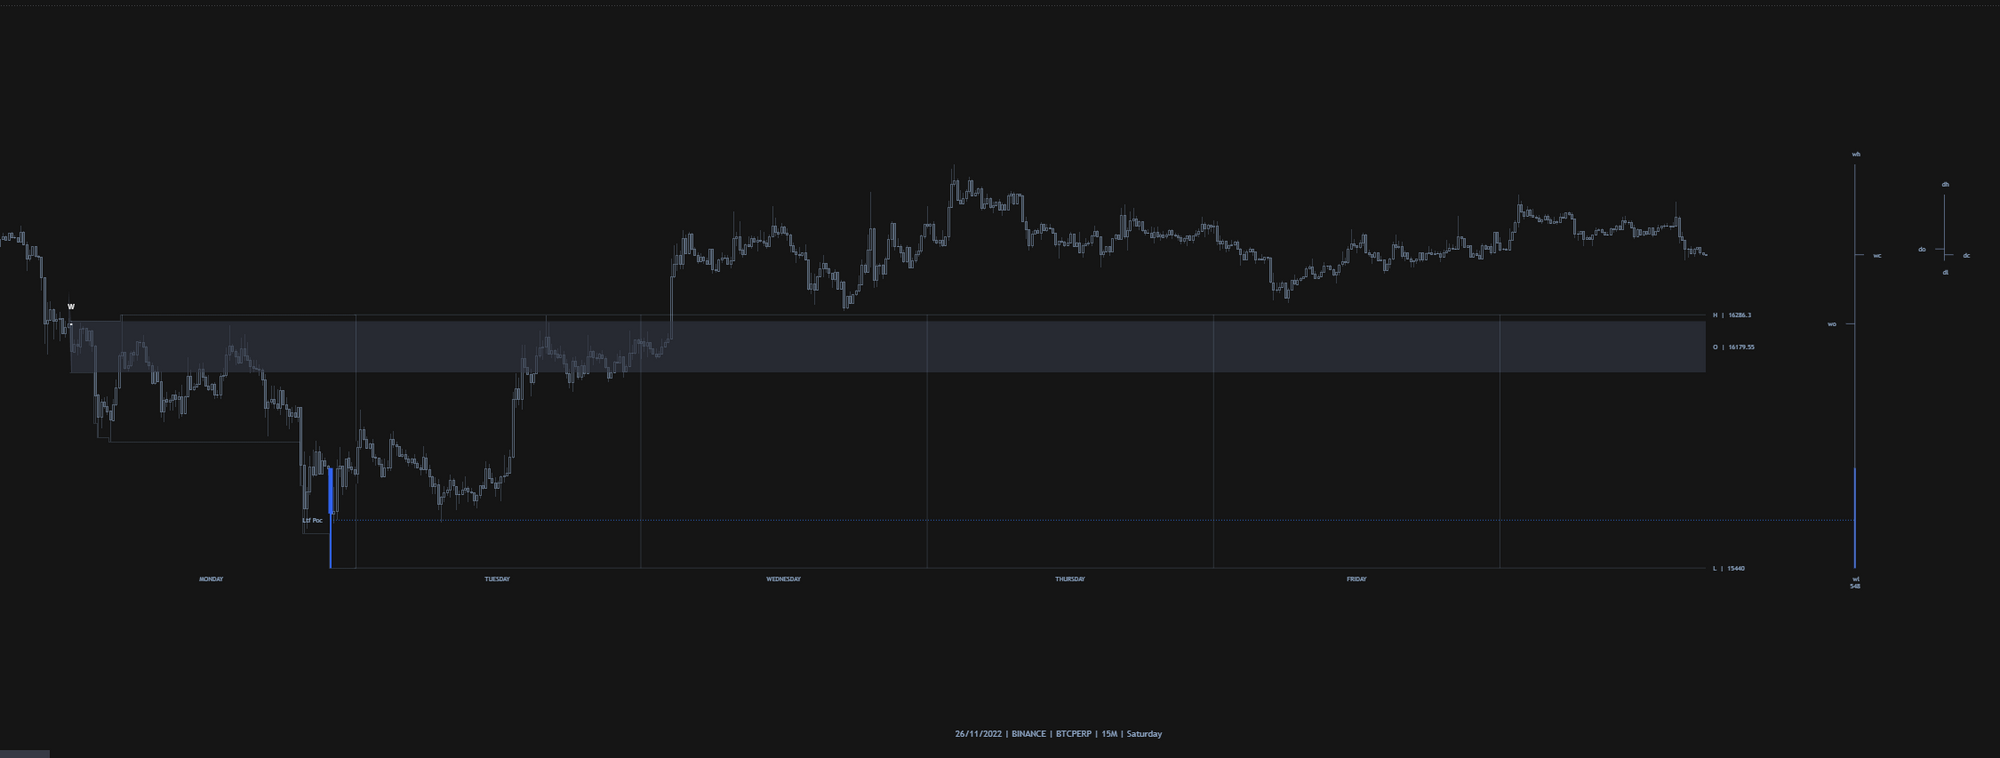 wh
dh
do
wc
dc
dl
W
H | 16286.3
wo
O | 16179.55
Ltf Poc
L | 15440
MONDAY
TUESDAY
WEDNESDAY
THURSDAY
FRIDAY
wl
548
26/11/2022 | BINANCE | BTCPERP | 15M | Saturday